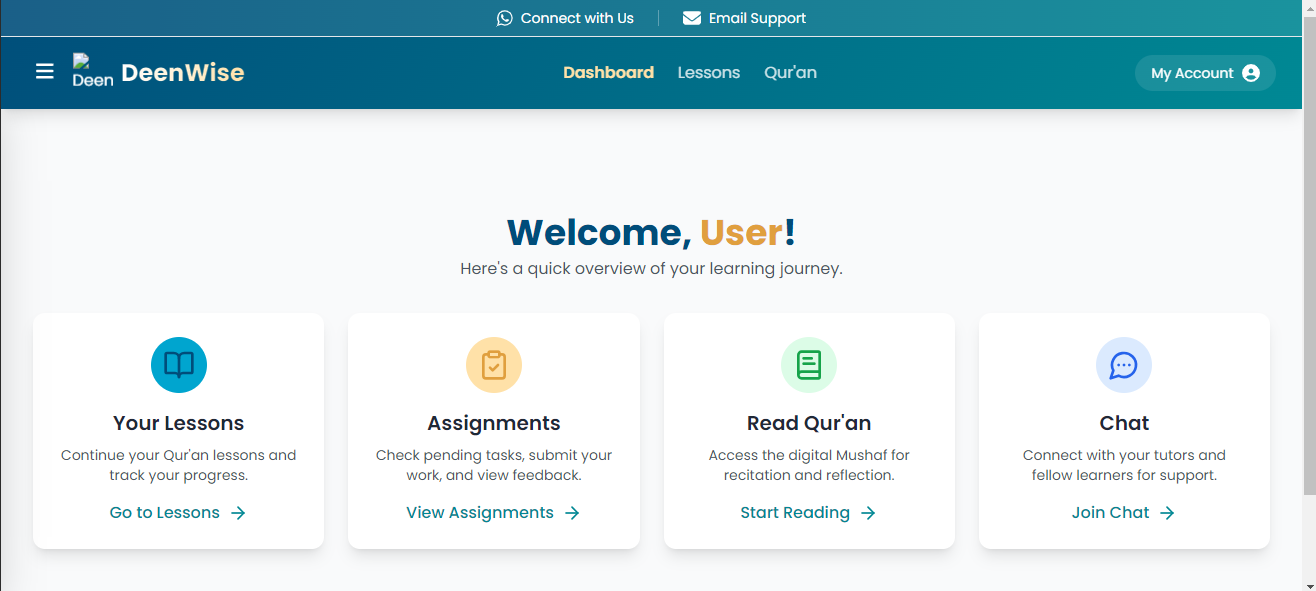 Connect with Us
Email Support
Deen
DeenWise
Dashboard
Lessons
Qur'an
My Account
Welcome, User!
Here's a quick overview of your learning journey.
Your Lessons
Continue your Qur'an lessons and
track your progress.
Go to Lessons
Assignments
Check pending tasks, submit your
work, and view feedback.
View Assignments
Read Qur'an
Access the digital Mushaf for
recitation and reflection.
Start Reading
Chat
Connect with your tutors and
fellow learners for support.
Join Chat